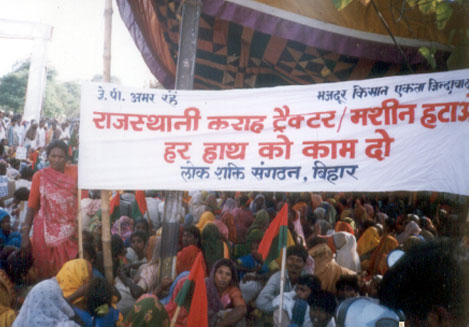 जे. पी. अमर रहें
मजदूर किसान एकता जिन्दाबाद
राजस्थानी कराह ट्रैक्टर/मशीन हटाओ
हर हाथ को काम दो
लोक शक्ति संगठन, बिहार